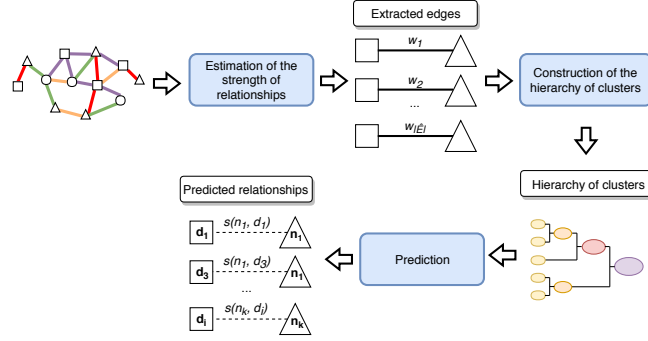 Extracted edges
Estimation of the
strength of
relationships
w1
w2
...
w|Ê|
Construction of the
hierarchy of clusters
Hierarchy of clusters
Prediction
Predicted relationships
d1 s(n1, d1) n1
d3 s(n1, d3) n1
...
di s(nk, di) nk